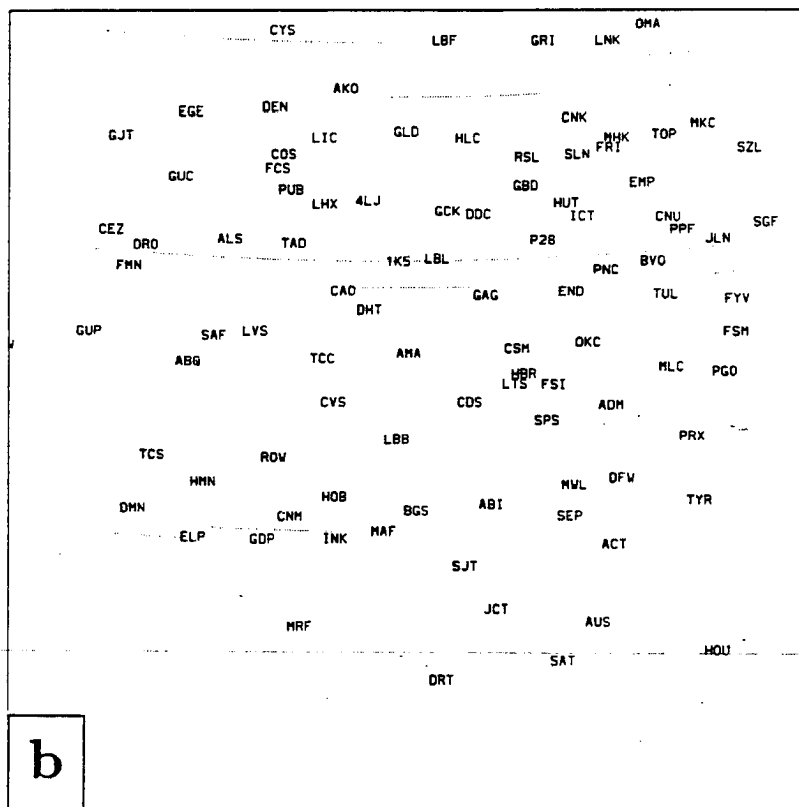 OMA
CYS LBF GRI LNK
AKO
EGE DEN
CNK
GJT LIC GLD HLC MHK TOP MKC
COS RSL SLN FRI SZL
FCS
GUC PUB GBD EMP
LHX 4LJ GCK DDC HUT ICT CNU SGF
CEZ PPF
DRO ALS TAD P28 JLN
FMN 1K5 LBL PNC BVO
CAO GAG END TUL FYV
DHT
GUP SAF LVS OKC FSM
ABQ TCC AMA CSM
HBR MLC PGO
LTS FSI
CVS CDS ADM
SPS
LBB PRX
TCS ROW
HMN MWL DFW
HOB TYR
DMN CNM BGS ABI SEP
MAF
ELP GDP INK ACT
SJT
JCT
MRF AUS
HOU
SAT
DRT
b